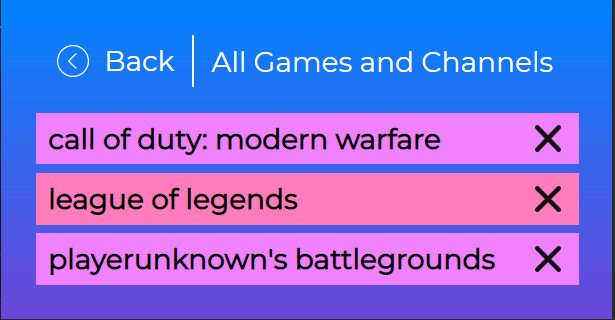 Back All Games and Channels
call of duty: modern warfare
league of legends
playerunknown's battlegrounds